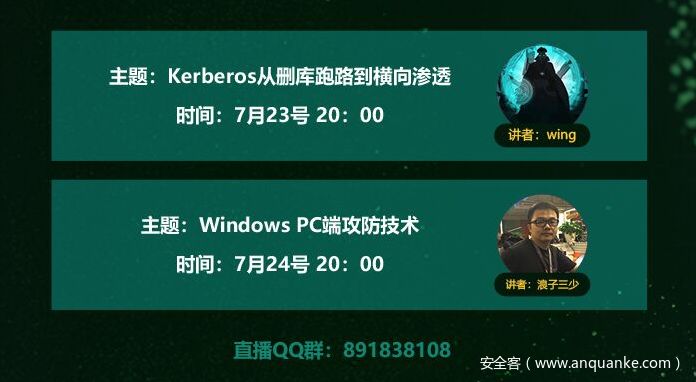 主题：Kerberos从删库跑路到横向渗透
时间：7月23号 20：00
讲者：wing
主题：Windows PC端攻防技术
时间：7月24号 20：00
讲者：浪子三少
直播QQ群：891838108
安全客（www.anquanke.com）